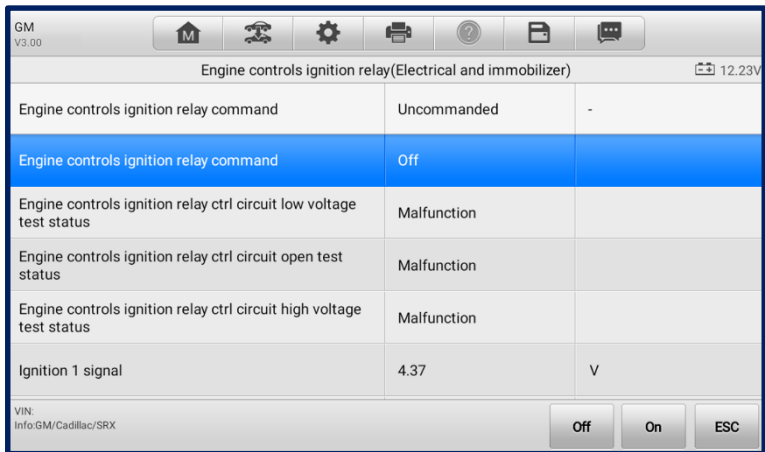 GM
V3.00
M
?
Engine controls ignition relay(Electrical and immobilizer)
12.23V
Engine controls ignition relay command Uncommanded -
Engine controls ignition relay command Off
Engine controls ignition relay ctrl circuit low voltage
test status
Malfunction
Engine controls ignition relay ctrl circuit open test
status
Malfunction
Engine controls ignition relay ctrl circuit high voltage
test status
Malfunction
Ignition 1 signal 4.37 V
VIN:
Info:GM/Cadillac/SRX
Off On ESC